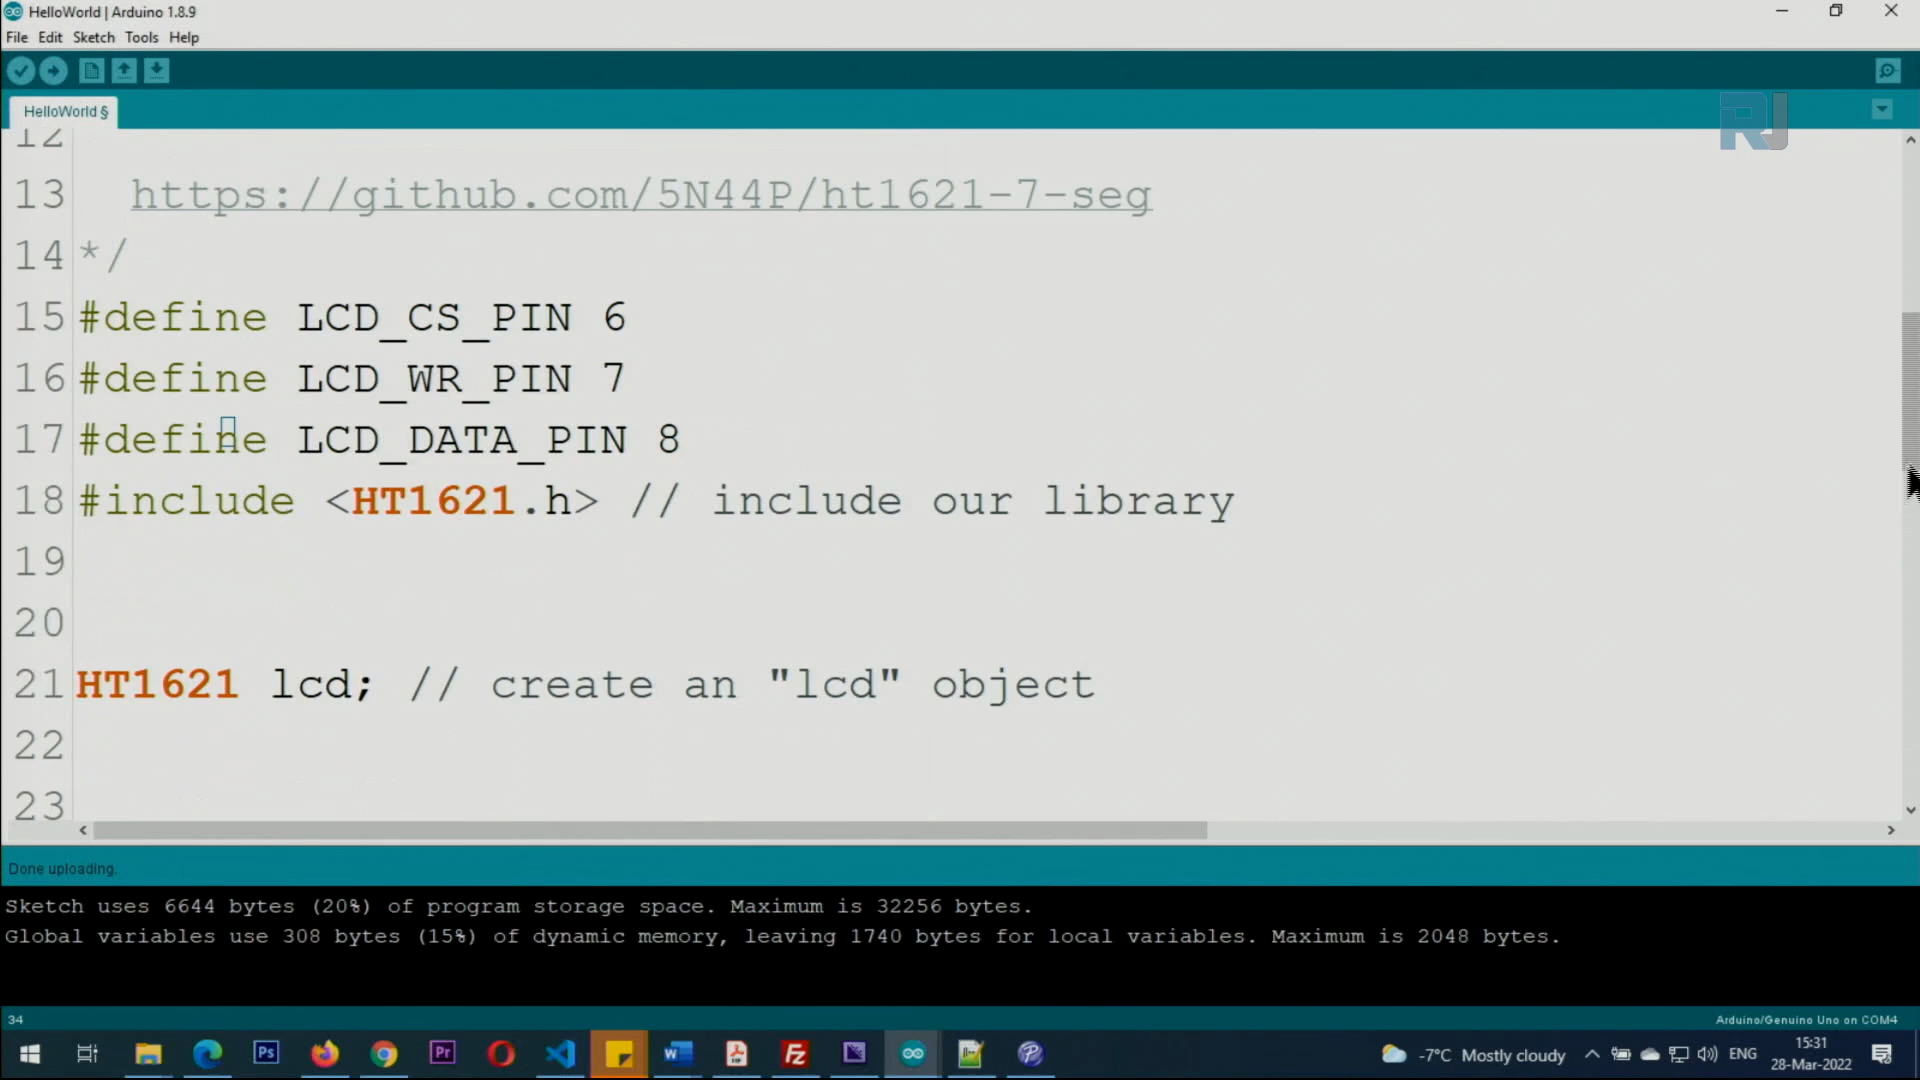 HelloWorld | Arduino 1.8.9
File Edit Sketch Tools Help
HelloWorld §
RJ
12
13 https://github.com/5N44P/ht1621-7-seg
14 */
15 #define LCD_CS_PIN 6
16 #define LCD_WR_PIN 7
17 #define LCD_DATA_PIN 8
18 #include <HT1621.h> // include our library
19
20
21 HT1621 lcd; // create an "lcd" object
22
23
Done uploading.
Sketch uses 6644 bytes (20%) of program storage space. Maximum is 32256 bytes.
Global variables use 308 bytes (15%) of dynamic memory, leaving 1740 bytes for local variables. Maximum is 2048 bytes.
34 Arduino/Genuino Uno on COM4
Ps Pr Fz -7°C Mostly cloudy ENG 15:31
28-Mar-2022